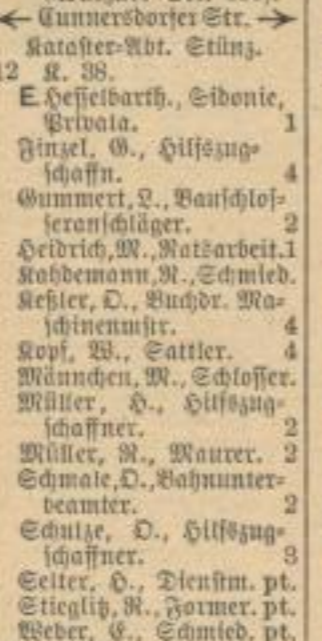 ← Cunnersdorfer Str. →
Kataster-Abt. Stünz.
12 K. 38.
E Hesselbarth., Sidonie,
Privata. 1
Finzel, G., Hilfszug-
schaffn. 4
Gummert, L., Bauschlos-
seranschläger. 2
Heidrich, M., Ratsarbeit. 1
Kahdemann, R., Schmied.
Keßler, O., Buchdr. Ma-
schinenmstr. 4
Kopf, W., Sattler. 4
Männchen, M., Schlosser.
Müller, H., Hilfszug-
schaffner. 2
Müller, R., Maurer. 2
Schmale, O., Bahnunter-
beamter. 2
Schulze, O., Hilfszug-
schaffner. 3
Selter, H., Dienstm. pt.
Stieglitz, R., Former. pt.
Weber, E., Schmied. pt.